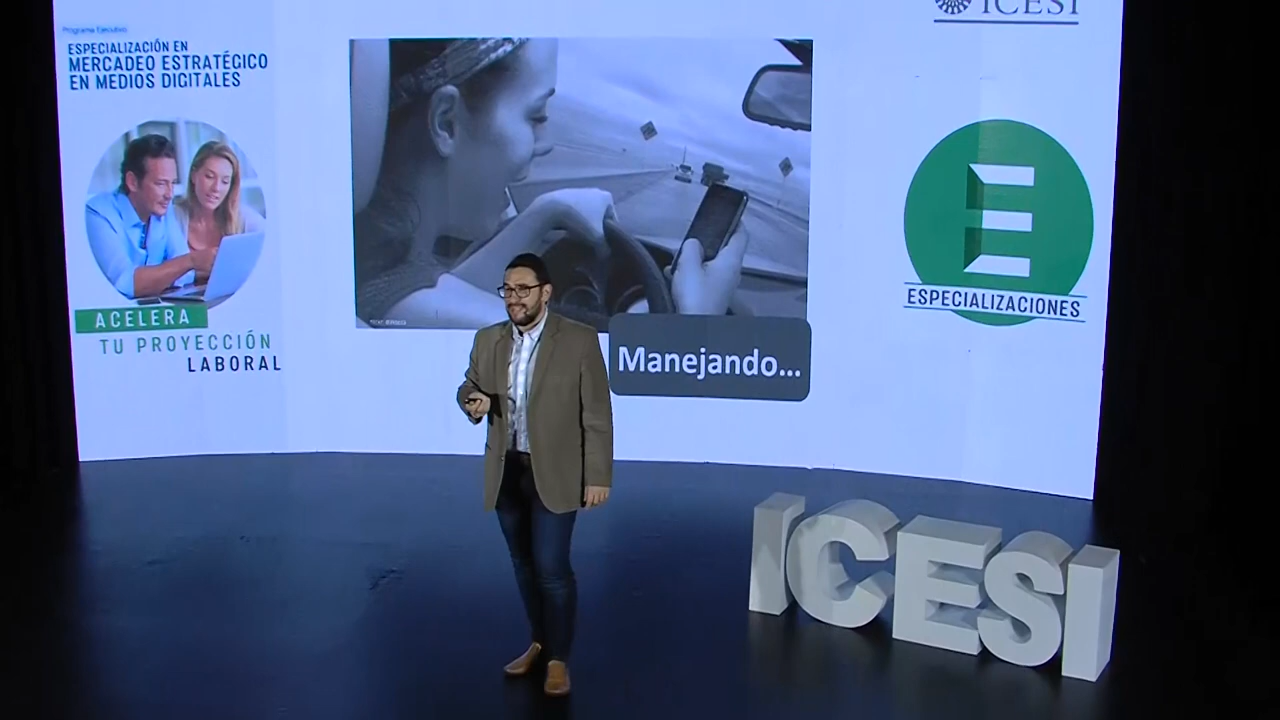 Programa Ejecutivo
ESPECIALIZACIÓN EN
MERCADEO ESTRATÉGICO
EN MEDIOS DIGITALES
ACELERA
TU PROYECCIÓN
LABORAL
Manejando...
ICESI
E
ESPECIALIZACIONES
ICESI